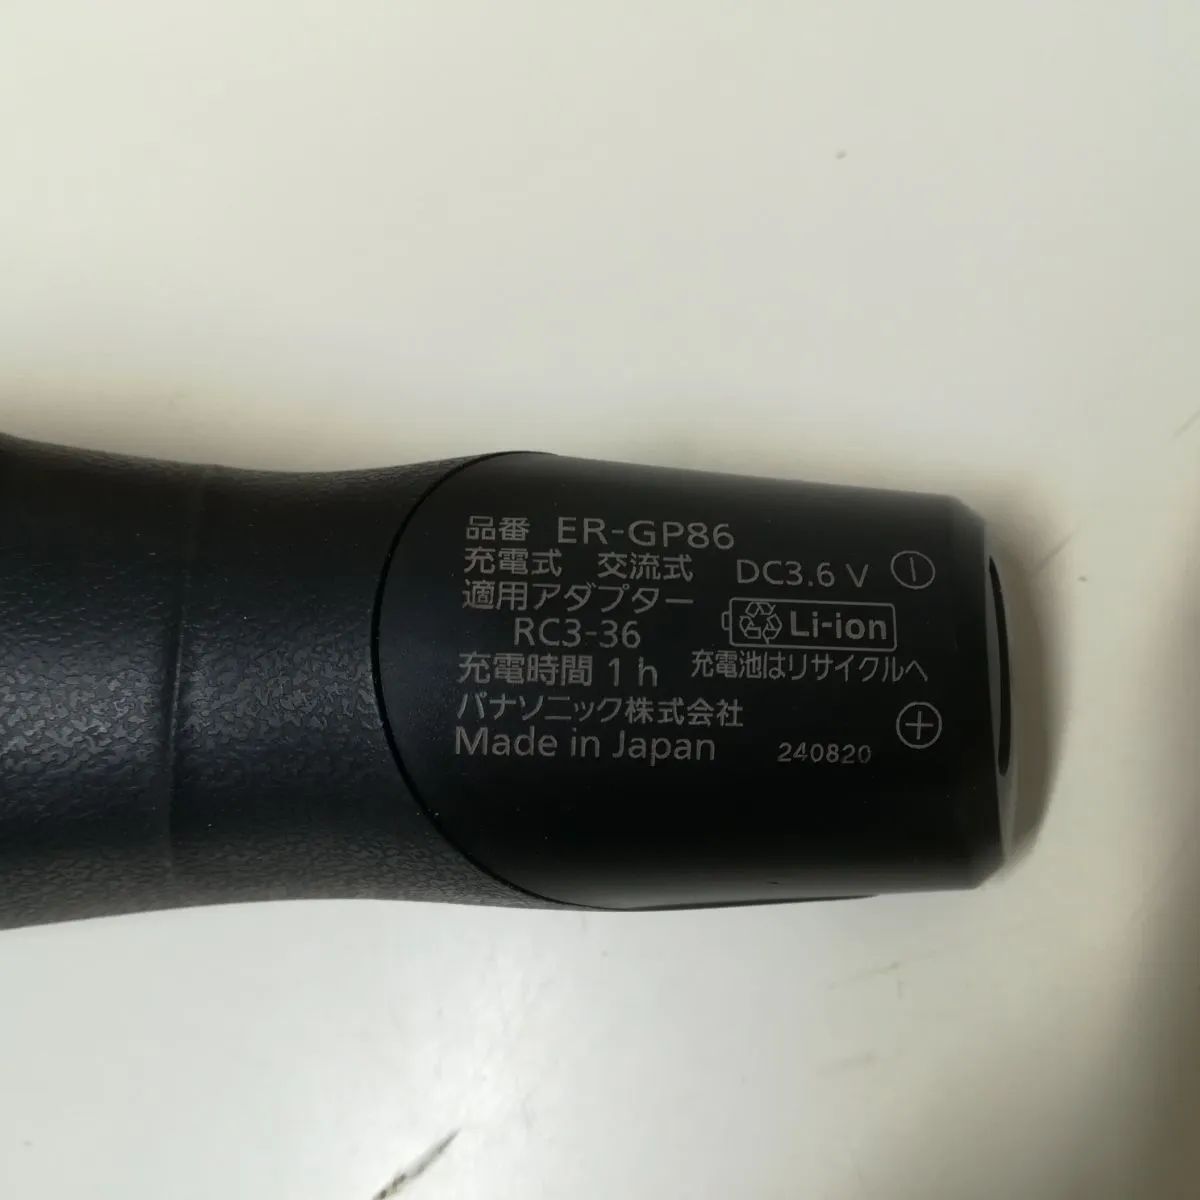 品番 ER-GP86
充電式 交流式 DC3.6 V
適用アダプター
RC3-36
Li-ion
充電時間 1 h
充電池はリサイクルへ
パナソニック株式会社
Made in Japan
240820